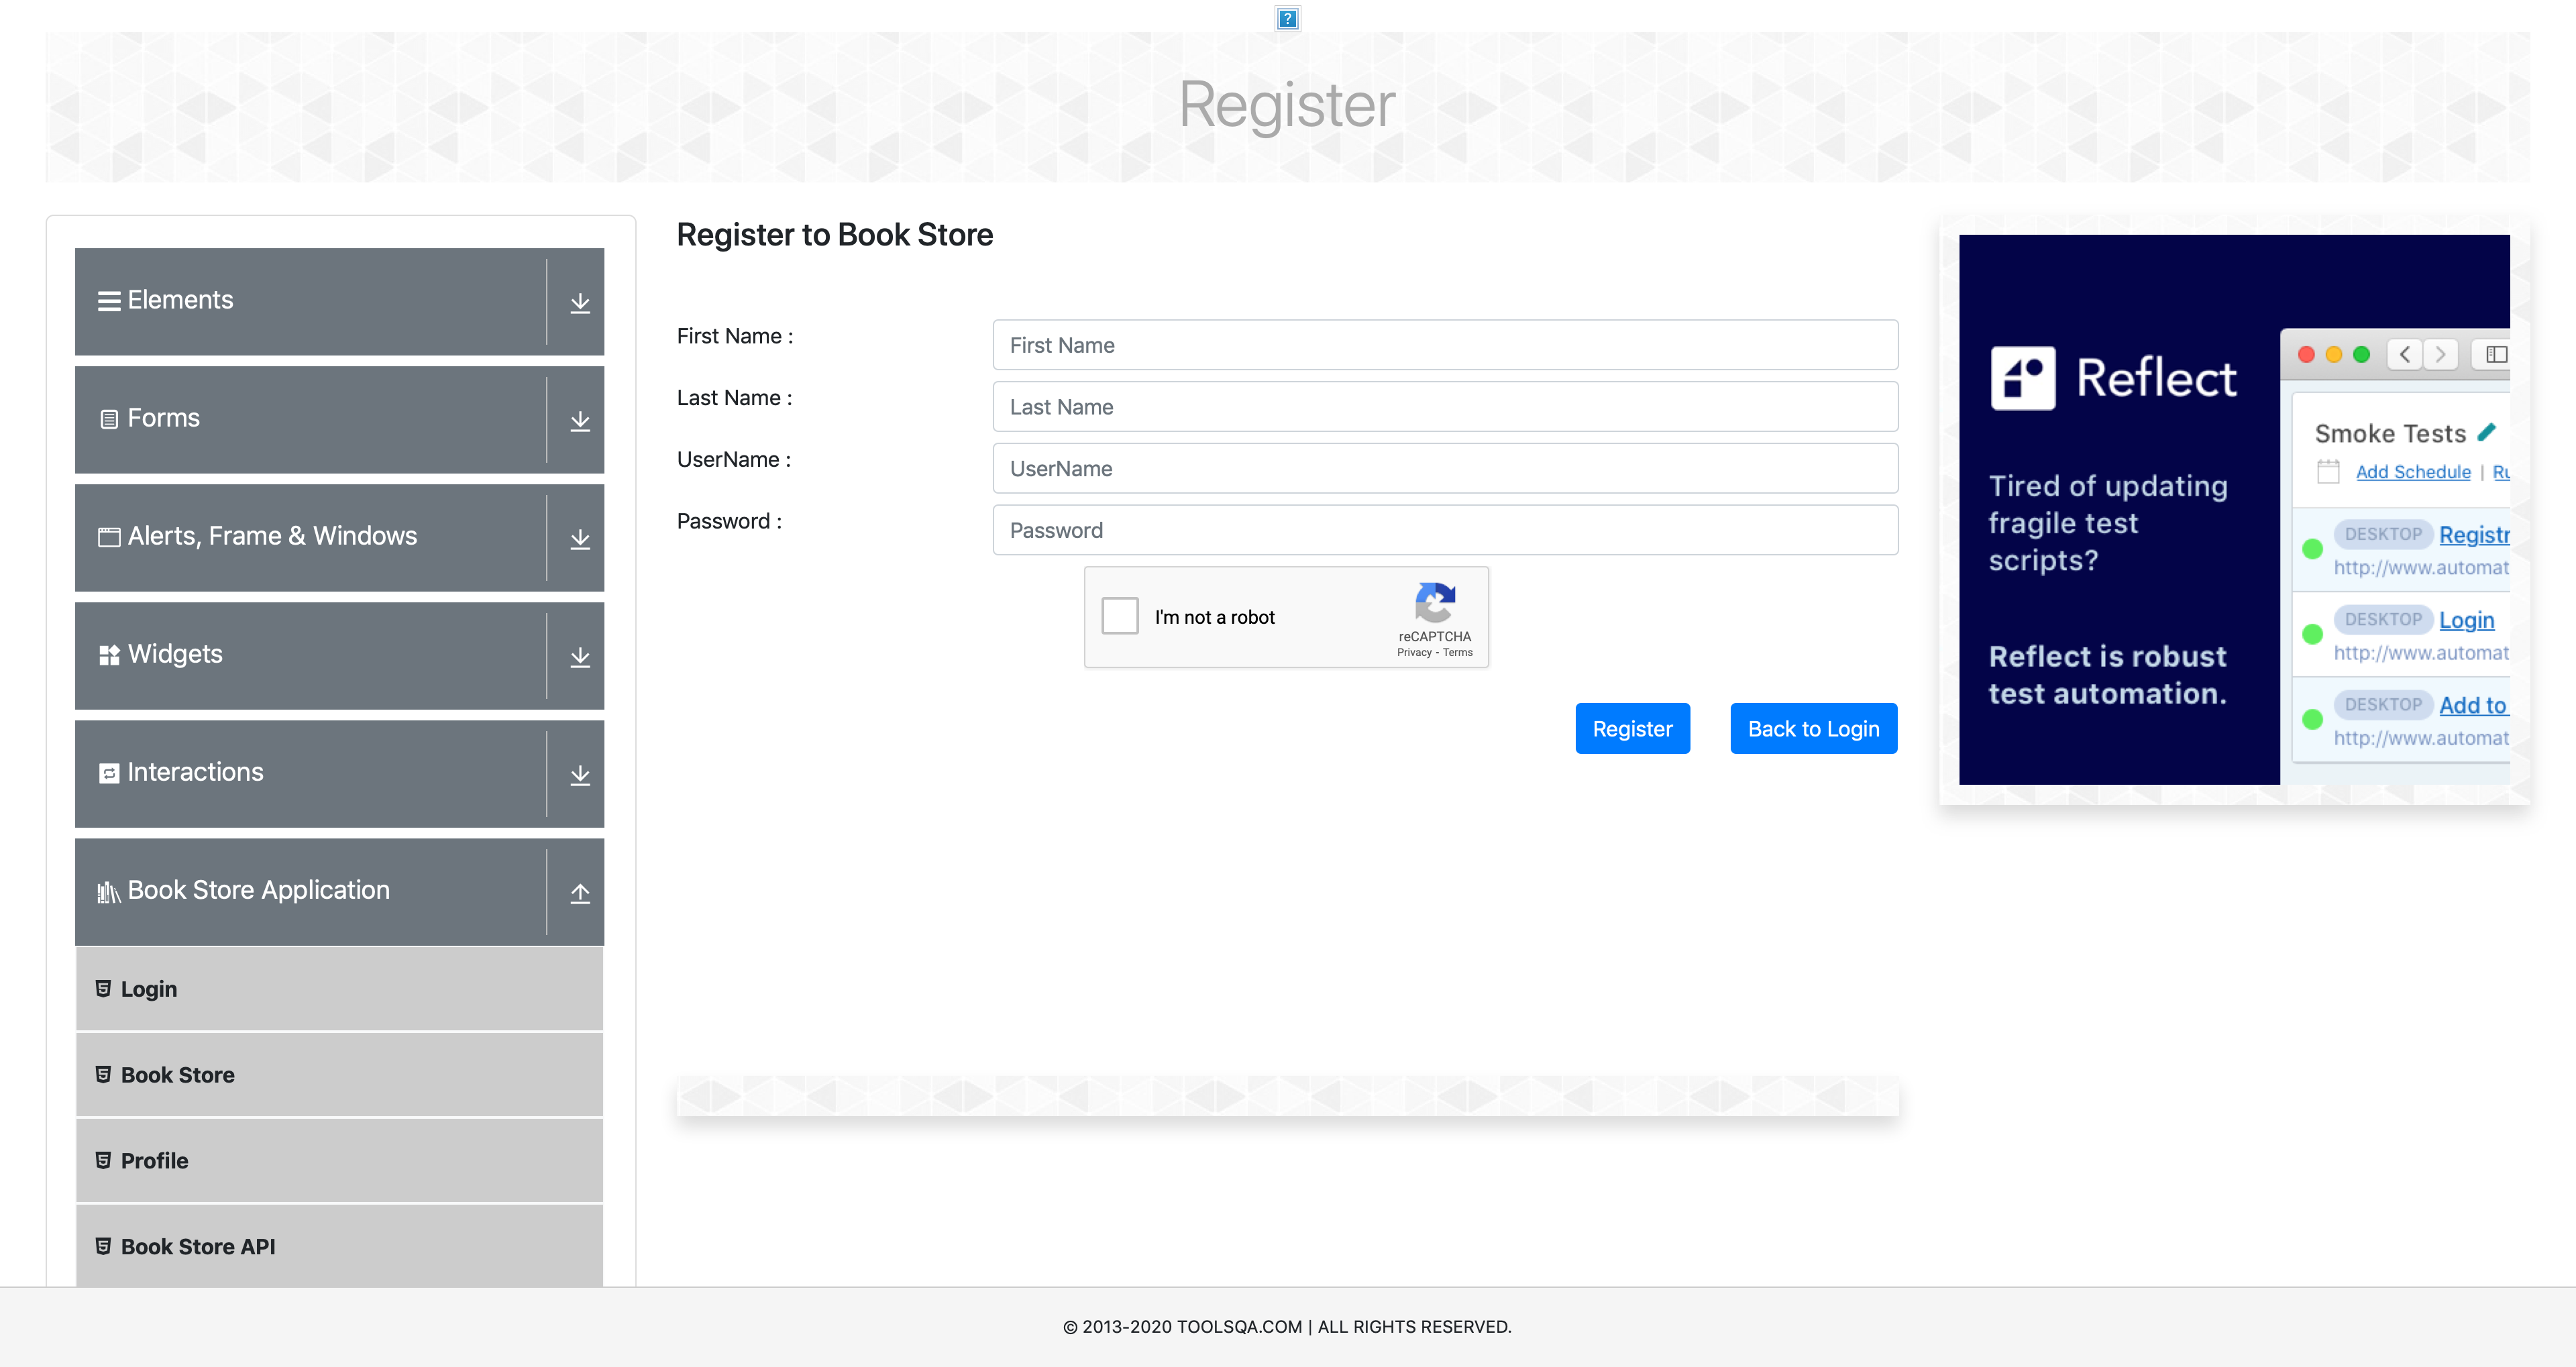 Register
Elements
Forms
Alerts, Frame & Windows
Widgets
Interactions
Book Store Application
Login
Book Store
Profile
Book Store API
Register to Book Store
First Name :
First Name
Last Name :
Last Name
UserName :
UserName
Password :
Password
I'm not a robot
reCAPTCHA
Privacy - Terms
Register
Back to Login
Reflect
Tired of updating
fragile test
scripts?
Reflect is robust
test automation.
Smoke Tests
Add Schedule |
DESKTOP
http://www.automat
DESKTOP Login
http://www.automat
DESKTOP Add to
http://www.automat
© 2013-2020 TOOLSQA.COM | ALL RIGHTS RESERVED.